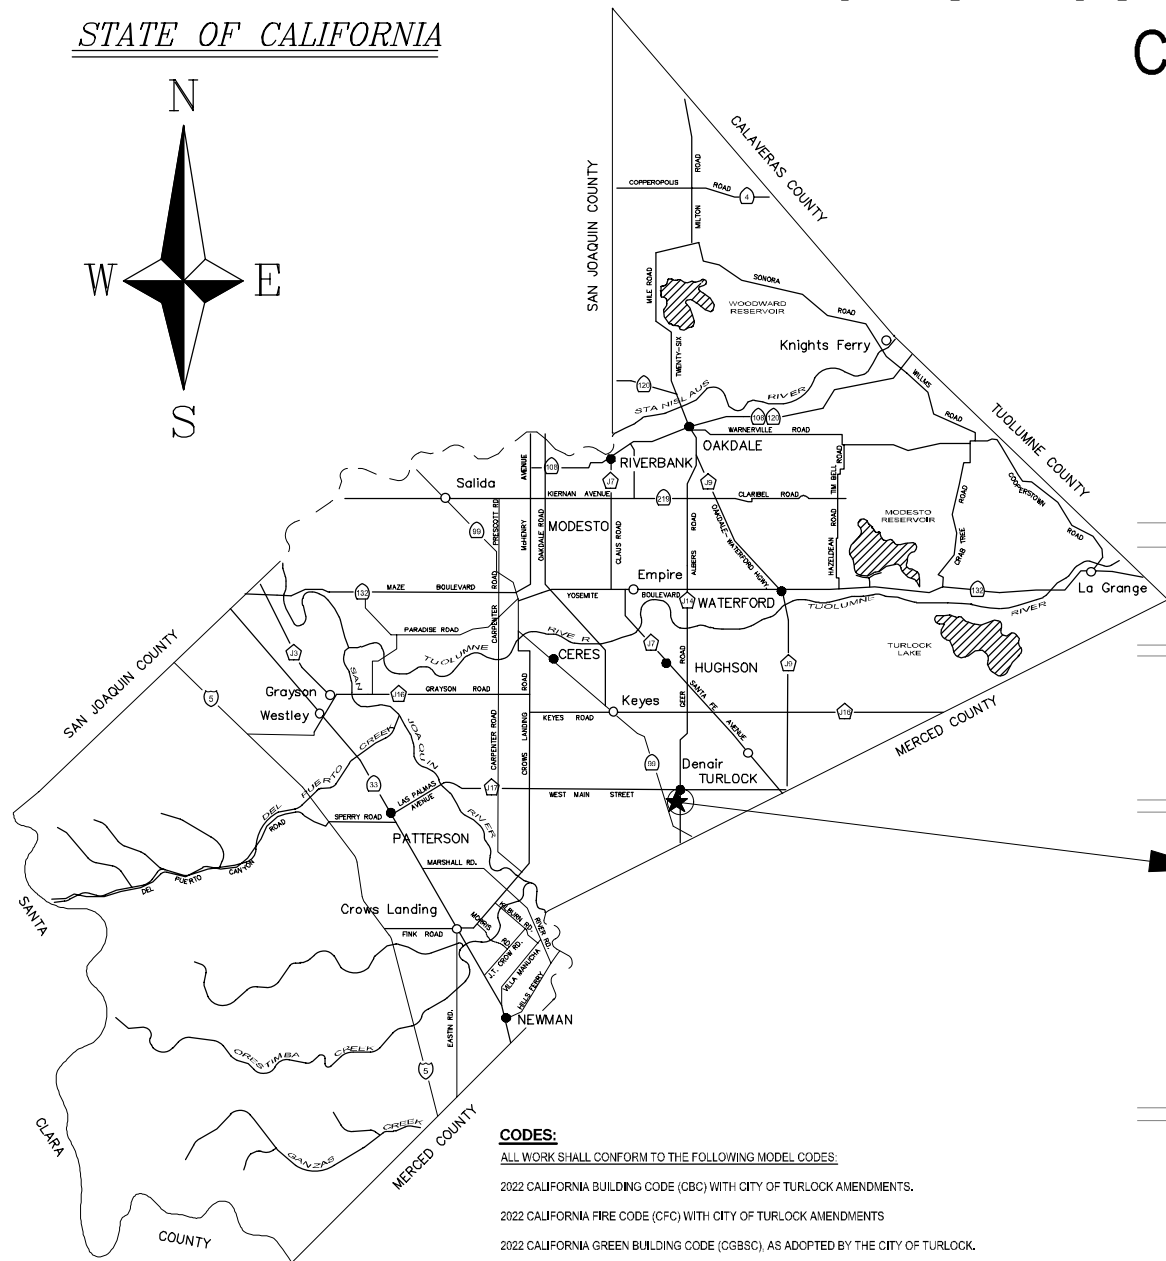 STATE OF CALIFORNIA
C
N
W
E
S
CALAVERAS COUNTY
SAN JOAQUIN COUNTY
COPPEROPOLIS ROAD
4
MILTON ROAD
SONORA ROAD
TWENTY-SIX MILE ROAD
WOODWARD
RESERVOIR
Knights Ferry
WILLMS ROAD
TUOLUMNE COUNTY
120
STANISLAUS RIVER
108 120
WARNERVILLE ROAD
OAKDALE
RIVERBANK
108
J7
J9
Salida
KIERNAN AVENUE
219
CLARIBEL ROAD
99
PRESCOTT RD
McHENRY AVENUE
OAKDALE ROAD
MODESTO
CLAUS ROAD
ALBERS ROAD
OAKDALE-WATERFORD HGWY.
TIM BELL ROAD
HAZELDEAN ROAD
MODESTO
RESERVOIR
CRAB TREE ROAD
COOPERSTOWN ROAD
Empire
132
MAZE BOULEVARD
CARPENTER ROAD
YOSEMITE BOULEVARD
J14
WATERFORD
TUOLUMNE RIVER
132
La Grange
PARADISE ROAD
TUOLUMNE RIVER
SAN JOAQUIN RIVER
J3
CERES
J7
HUGHSON
J9
TURLOCK
LAKE
SAN JOAQUIN COUNTY
5
Grayson
J16
GRAYSON ROAD
Westley
CARPENTER ROAD
CROWS LANDING ROAD
KEYES ROAD
Keyes
GEER ROAD
SANTA FE AVENUE
J16
MERCED COUNTY
99
Denair
TURLOCK
DEL PUERTO CREEK
33
LAS PALMAS
AVENUE
J17
WEST MAIN STREET
SPERRY ROAD
PATTERSON
DEL PUERTO CANYON ROAD
MARSHALL RD.
SANTA
CLARA
COUNTY
Crows Landing
FINK ROAD
MORRIS RD.
KILBURN RD.
RIVER RD.
J.T. CROW RD.
VILLA MANUCHA
HILLS FERRY
NEWMAN
EASTIN RD.
ORESTIMBA CREEK
5
GANZAS CREEK
MERCED COUNTY
CODES:
ALL WORK SHALL CONFORM TO THE FOLLOWING MODEL CODES:
2022 CALIFORNIA BUILDING CODE (CBC) WITH CITY OF TURLOCK AMENDMENTS.
2022 CALIFORNIA FIRE CODE (CFC) WITH CITY OF TURLOCK AMENDMENTS
2022 CALIFORNIA GREEN BUILDING CODE (CGBSC), AS ADOPTED BY THE CITY OF TURLOCK.